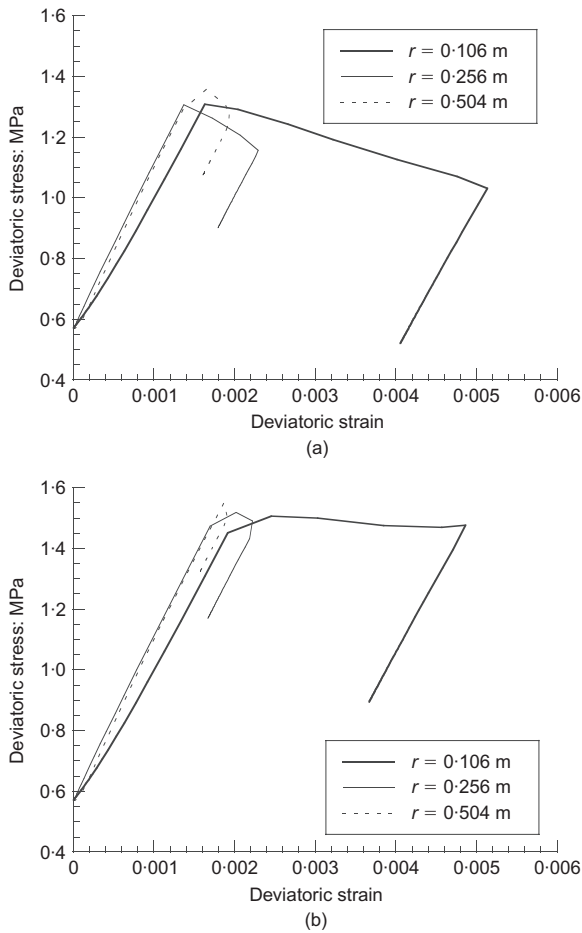 1·6
1·4
1·2
1·0
0·8
0·6
0·4
Deviatoric stress: MPa
r = 0·106 m
r = 0·256 m
r = 0·504 m
0 0·001 0·002 0·003 0·004 0·005 0·006
Deviatoric strain
(a)
1·6
1·4
1·2
1·0
0·8
0·6
0·4
Deviatoric stress: MPa
r = 0·106 m
r = 0·256 m
r = 0·504 m
0 0·001 0·002 0·003 0·004 0·005 0·006
Deviatoric strain
(b)